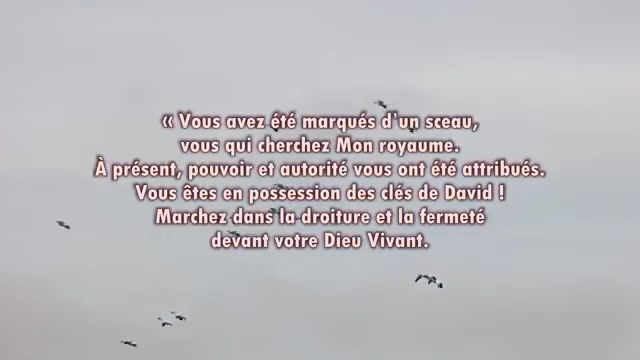 « Vous avez été marqués d'un sceau,
vous qui cherchez Mon royaume.
À présent, pouvoir et autorité vous ont été attribués.
Vous êtes en possession des clés de David !
Marchez dans la droiture et la fermeté
devant votre Dieu Vivant.